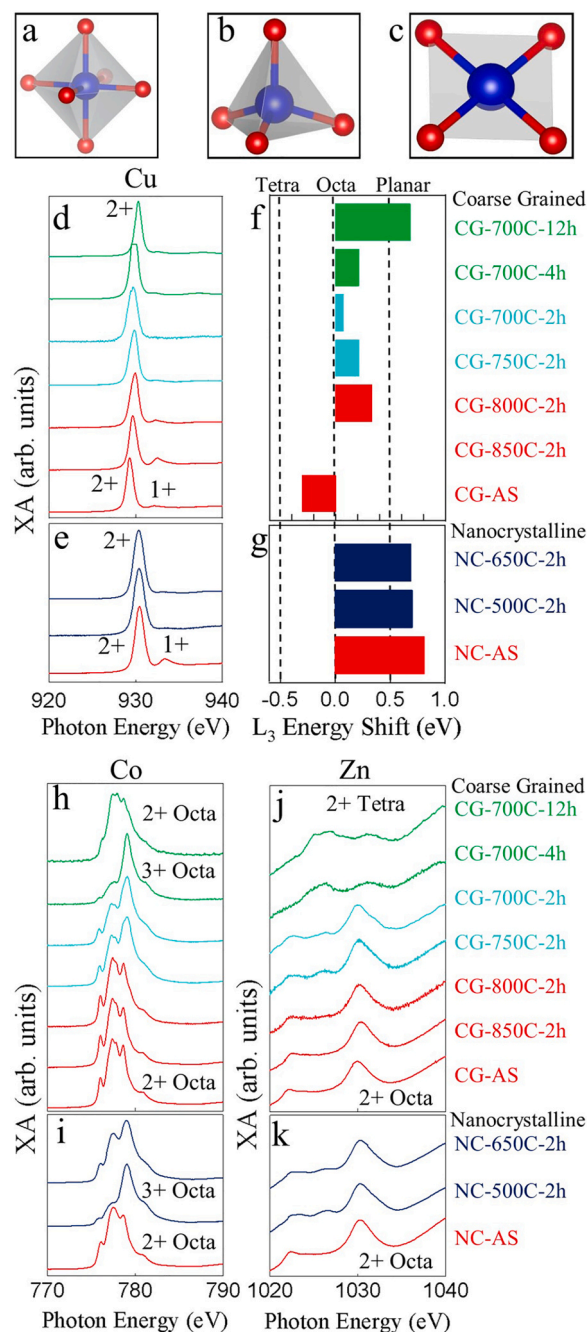 a
b
c
Cu
Tetra Octa Planar
Coarse Grained
d
2+
f
CG-700C-12h
CG-700C-4h
CG-700C-2h
CG-750C-2h
CG-800C-2h
CG-850C-2h
CG-AS
2+
1+
XA (arb. units)
e
2+
g
Nanocrystalline
NC-650C-2h
NC-500C-2h
NC-AS
2+
1+
920 930 940
Photon Energy (eV)
-0.5 0.0 0.5 1.0
L₃ Energy Shift (eV)
Co
Zn
Coarse Grained
h
2+ Octa
3+ Octa
2+ Octa
j
2+ Tetra
2+ Octa
CG-700C-12h
CG-700C-4h
CG-700C-2h
CG-750C-2h
CG-800C-2h
CG-850C-2h
CG-AS
XA (arb. units)
XA (arb. units)
i
3+ Octa
2+ Octa
k
2+ Octa
Nanocrystalline
NC-650C-2h
NC-500C-2h
NC-AS
770 780 790
Photon Energy (eV)
1020 1030 1040
Photon Energy (eV)